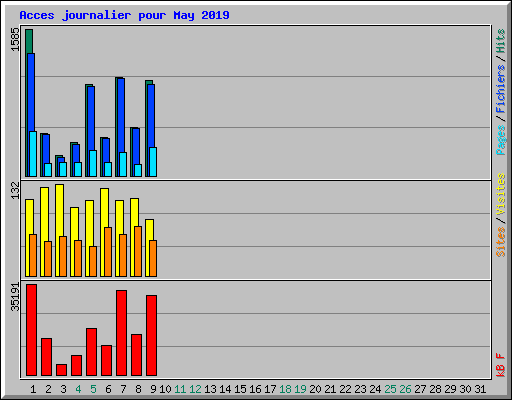 Acces journalier pour May 2019
1585
132
35191
Pages / Fichiers / Hits
Sites / Visites
kB F
1 2 3 4 5 6 7 8 9 10 11 12 13 14 15 16 17 18 19 20 21 22 23 24 25 26 27 28 29 30 31